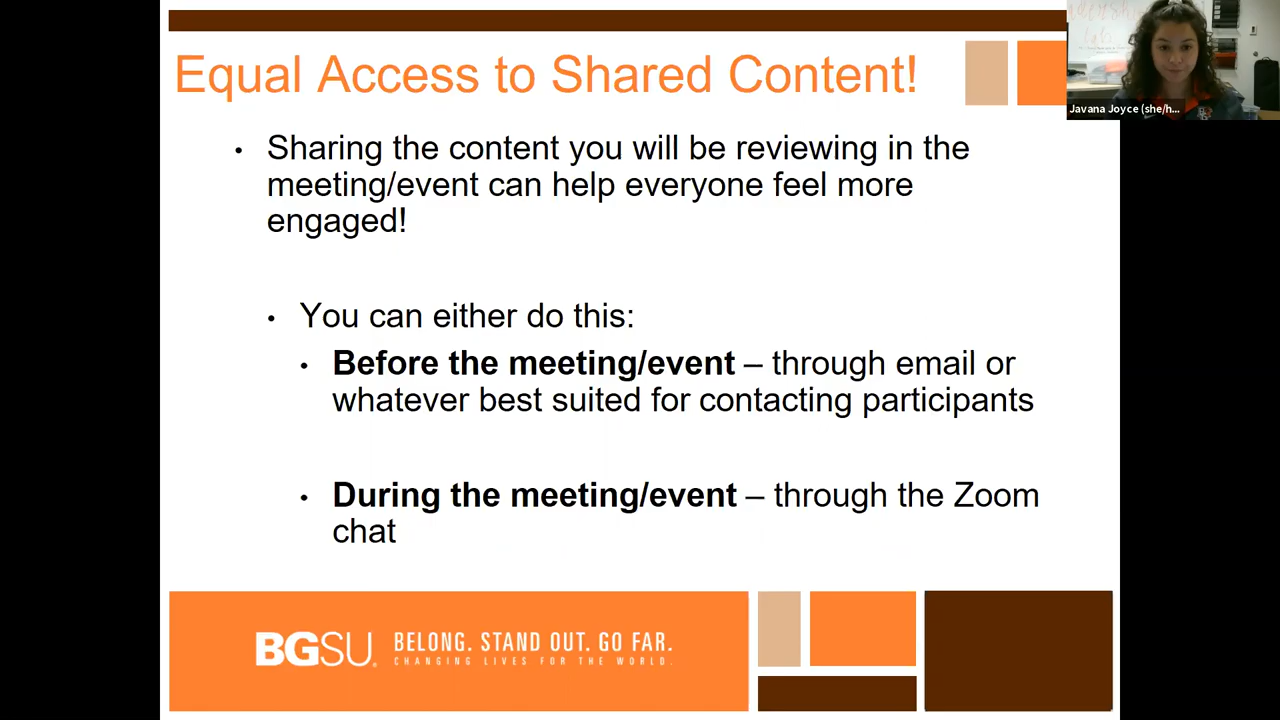 Equal Access to Shared Content!
Javana Joyce (she/h...
• Sharing the content you will be reviewing in the
meeting/event can help everyone feel more
engaged!
• You can either do this:
• Before the meeting/event – through email or
whatever best suited for contacting participants
• During the meeting/event – through the Zoom
chat
BGSU. BELONG. STAND OUT. GO FAR.
CHANGING LIVES FOR THE WORLD.